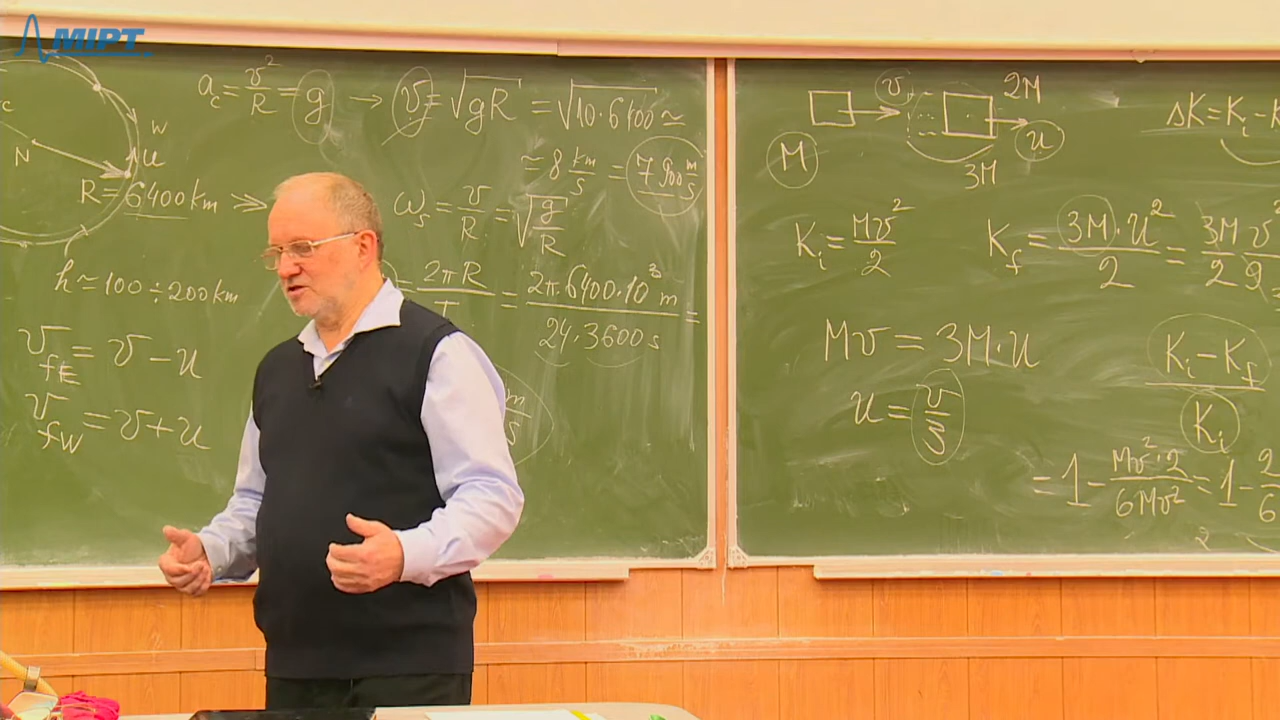 MIPT
a_c = v²/R = g → v = √gR = √10·6400 ≃
≈ 8 km/s = 7 900 m/s
W
u
N
R = 6400 km ≫
ω_s = v/R = √g/R
h ≃ 100 ÷ 200 km
= 2πR/T = 2π·6400·10³ m / 24·3600 s =
v_fE = v − u
v_fW = v + u
m/s
v
2M
M
u
3M
ΔK = K_i − K
K_i = Mv²/2
K_f = 3M·u²/2 = 3M v²/2 9
Mv = 3M·u
K_i − K_f
K_i
u = v/3
= 1 − Mv²·2/6Mv² = 1 − 2/6